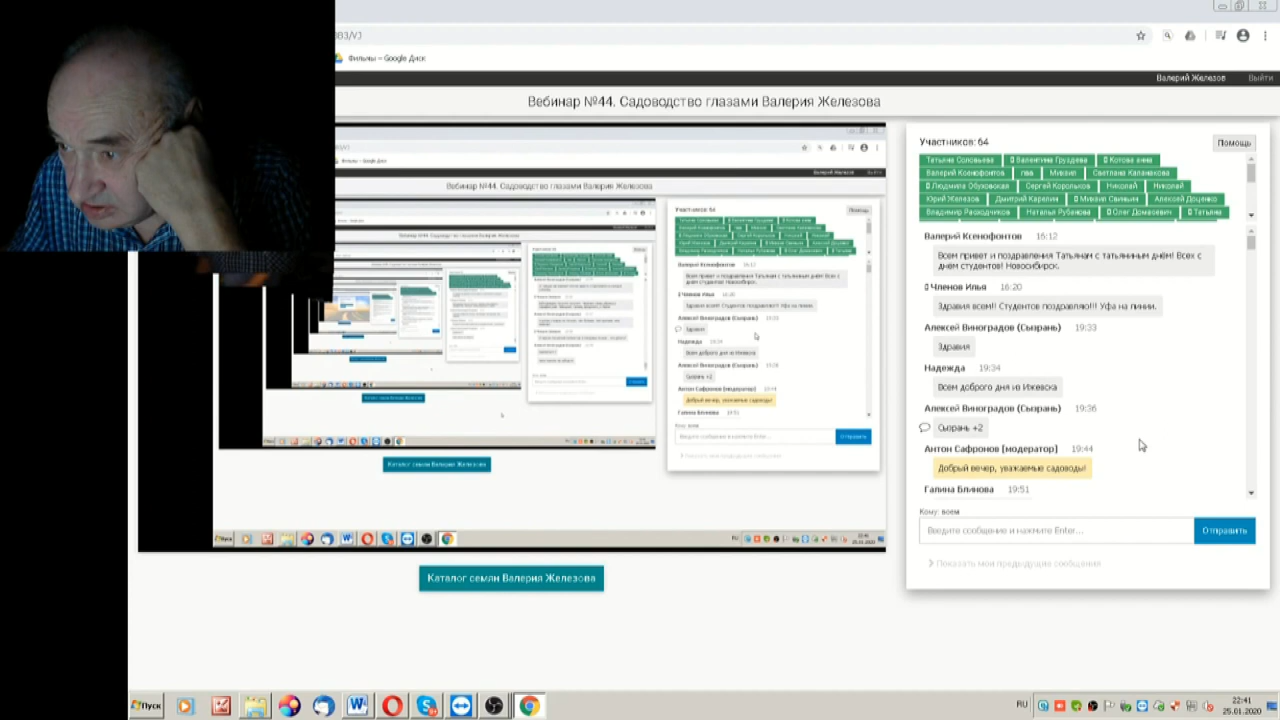 Фильмы – Google Диск
Валерий Железов Выйти
Вебинар №44. Садоводство глазами Валерия Железова
Участников: 64
Помощь
Татьяна Соловьева Валентина Груздева Котова анна
Валерий Ксенофонтов пва Михаил Светлана Калачакова
Людмила Обуховская Сергей Корольков Николай Николай
Юрий Железов Дмитрий Карелин Михаил Свиньин Алексей Доценко
Владимир Расходчиков Наталья Рубанова Олег Домасевич Татьяна
Валерий Ксенофонтов 16:12
Всем привет и поздравления Татьянам с татьяниным днём! Всех с
днём студентов! Новосибирск.
Членов Илья 16:20
Здравия всем!! Студентов поздравляю!!! Уфа на линии.
Алексей Виноградов (Сызрань) 19:33
Здравия
Надежда 19:34
Всем доброго дня из Ижевска
Алексей Виноградов (Сызрань) 19:36
Сызрань +2
Антон Сафронов [модератор] 19:44
Добрый вечер, уважаемые садоводы!
Галина Блинова 19:51
Кому: всем
Введите сообщение и нажмите Enter...
Отправить
Показать мои предыдущие сообщения
Каталог семян Валерия Железова
Пуск
RU
22:41
25.01.2020